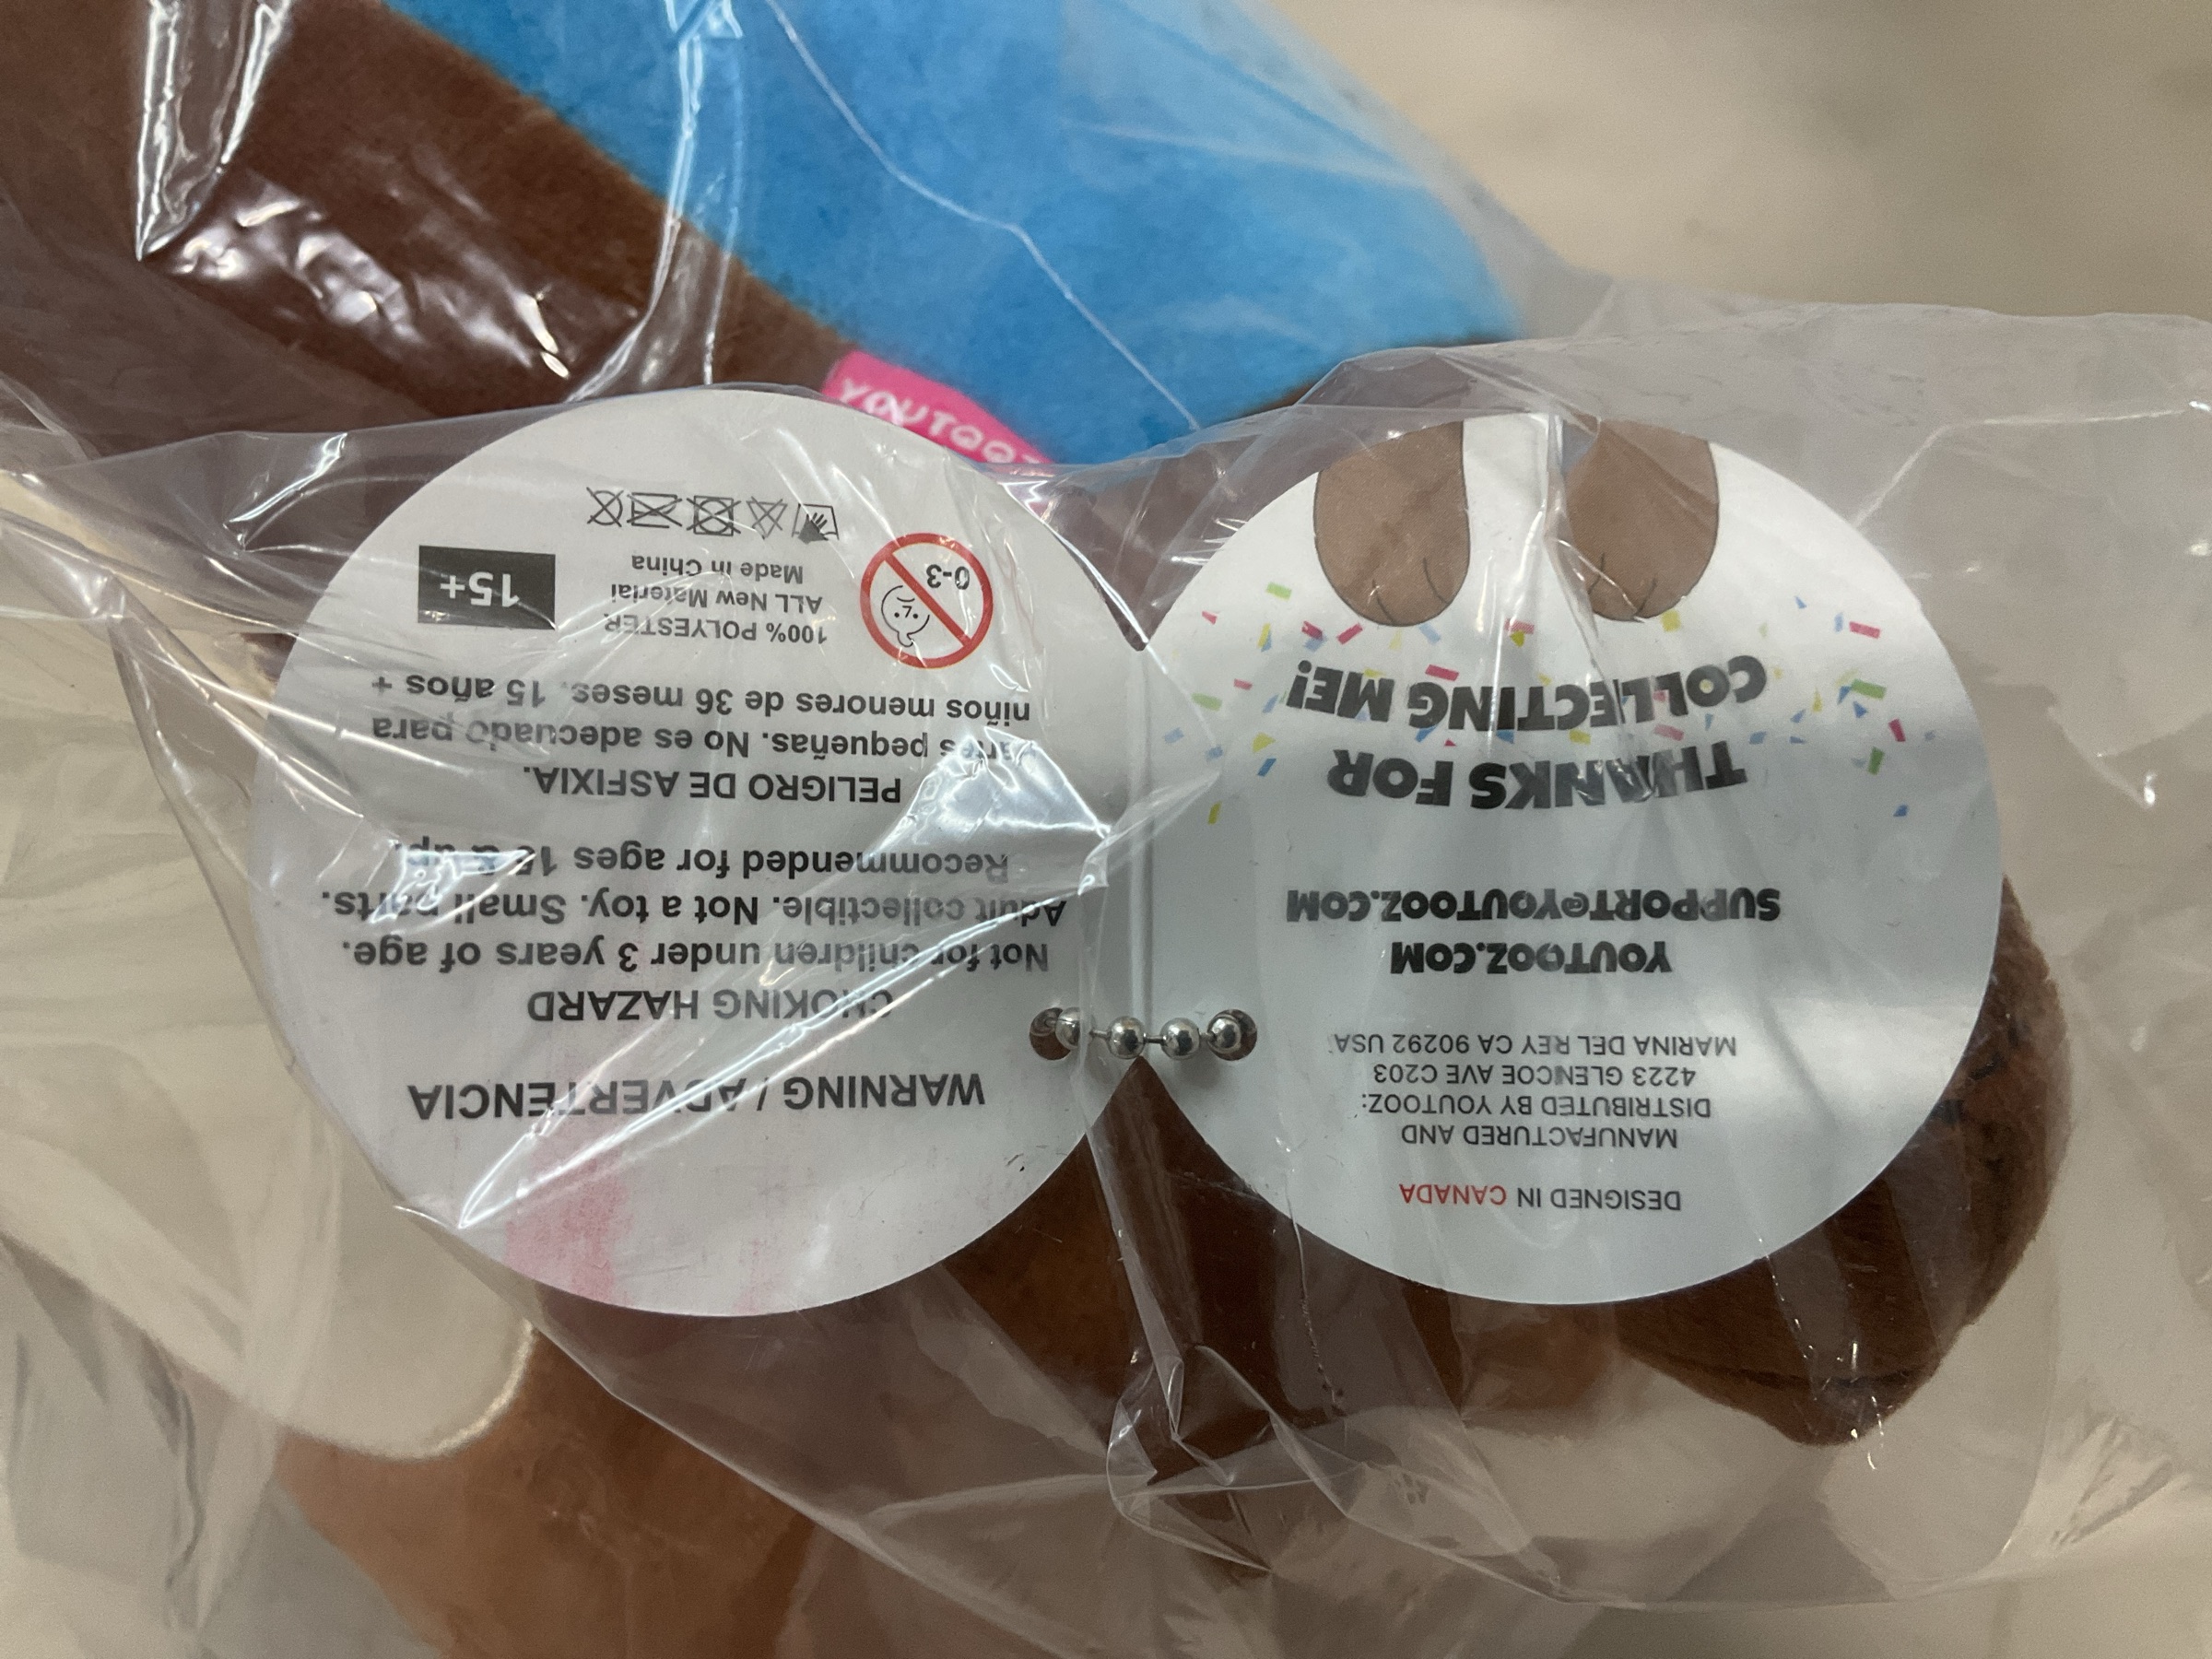 DESIGNED IN CANADA
MANUFACTURED AND
DISTRIBUTED BY YOUTOOZ:
4223 GLENCOE AVE C203
MARINA DEL REY CA 90292 USA
YOUTOOZ.COM
SUPPORT@YOUTOOZ.COM
THANKS FOR
COLLECTING ME!
WARNING / ADVERTENCIA
CHOKING HAZARD
Not for children under 3 years of age.
Adult collectible. Not a toy. Small parts.
Recommended for ages 15 & up.
PELIGRO DE ASFIXIA.
Partes pequeñas. No es adecuado para
niños menores de 36 meses. 15 años +
0-3
100% POLYESTER
ALL New Material
Made in China
15+
YOUTOOZ